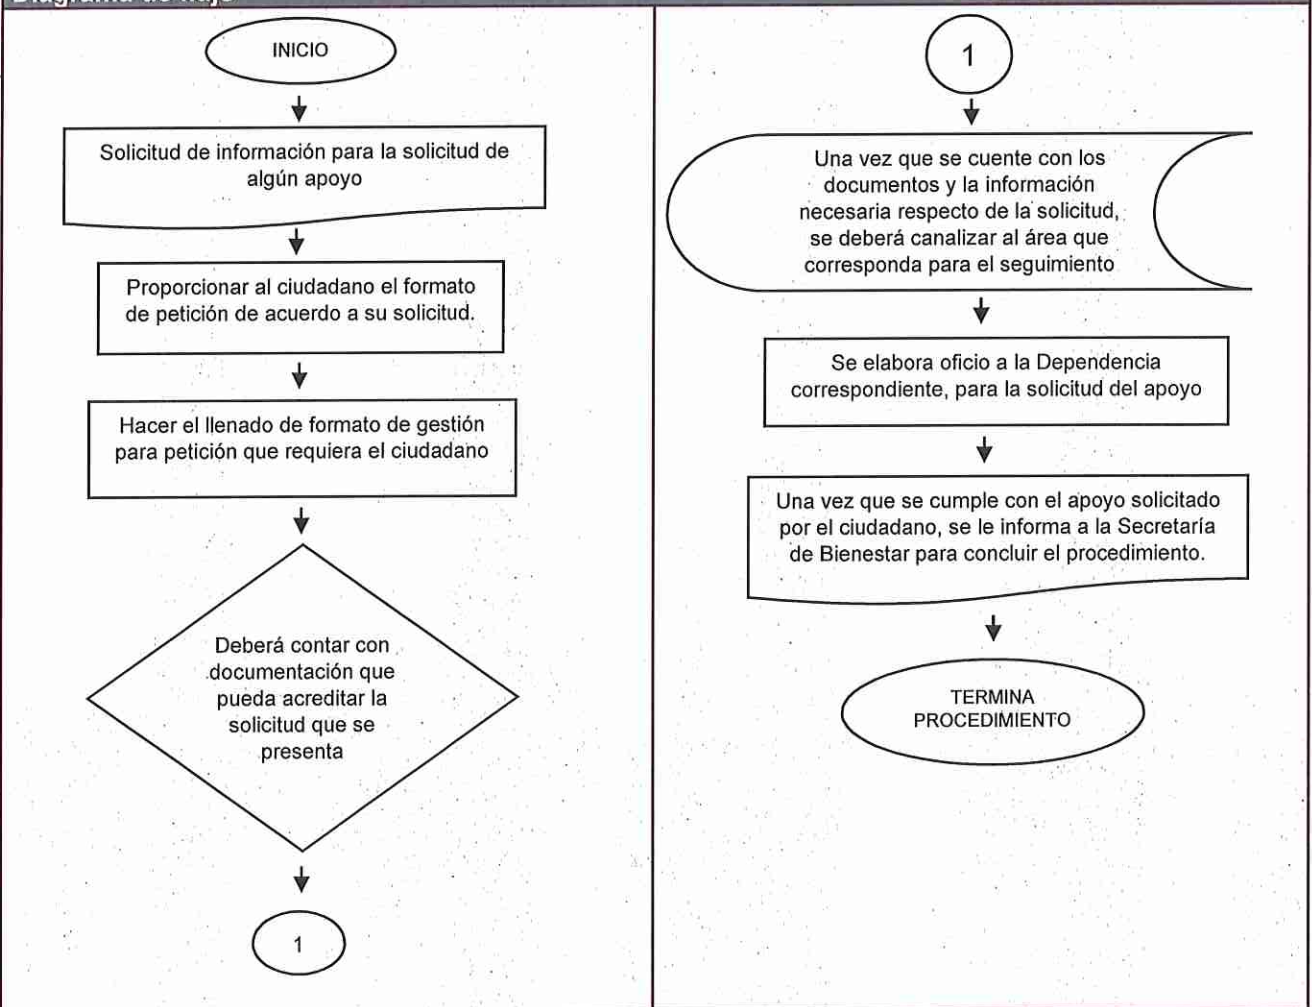 INICIO
Solicitud de información para la solicitud de
algún apoyo
Proporcionar al ciudadano el formato
de petición de acuerdo a su solicitud.
Hacer el llenado de formato de gestión
para petición que requiera el ciudadano
Deberá contar con
documentación que
pueda acreditar la
solicitud que se
presenta
1
1
Una vez que se cuente con los
documentos y la información
necesaria respecto de la solicitud,
se deberá canalizar al área que
corresponda para el seguimiento
Se elabora oficio a la Dependencia
correspondiente, para la solicitud del apoyo
Una vez que se cumple con el apoyo solicitado
por el ciudadano, se le informa a la Secretaría
de Bienestar para concluir el procedimiento.
TERMINA
PROCEDIMIENTO